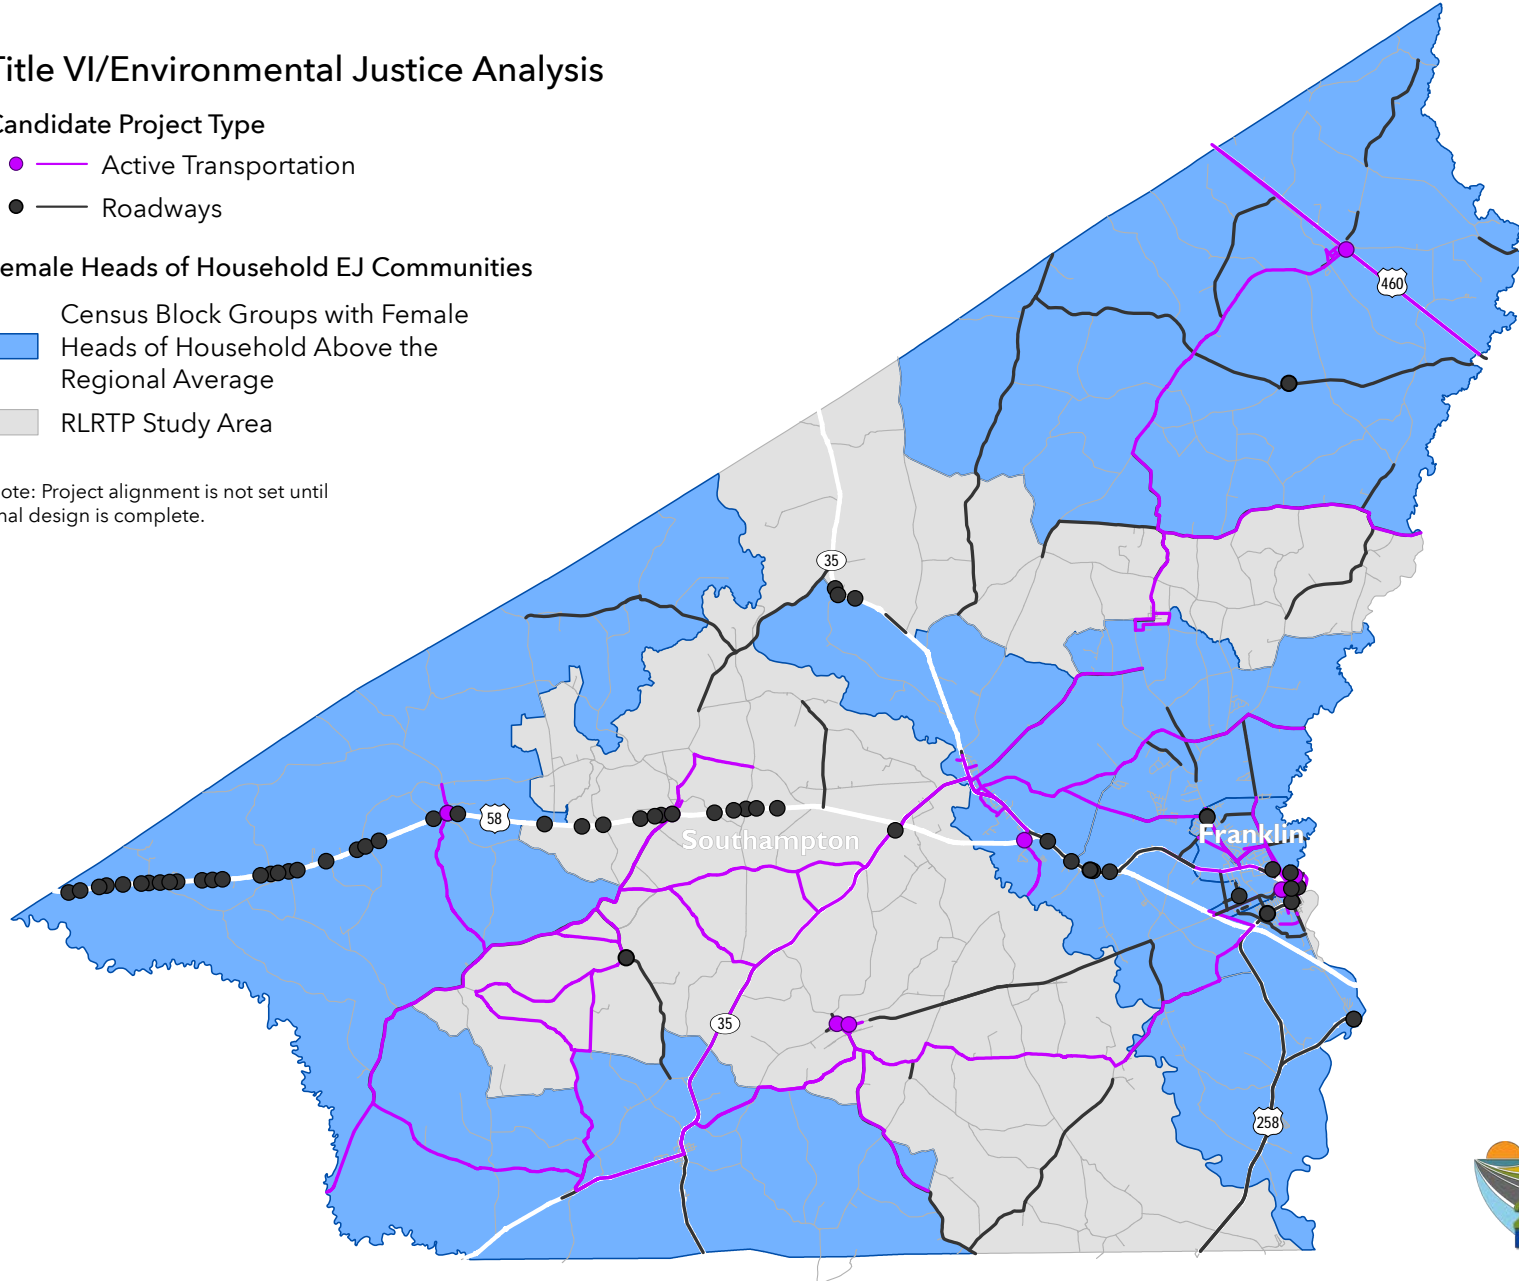 Title VI/Environmental Justice Analysis
Candidate Project Type
Active Transportation
Roadways
emale Heads of Household EJ Communities
Census Block Groups with Female
Heads of Household Above the
Regional Average
RLRTP Study Area
ote: Project alignment is not set until
nal design is complete.
460
35
58
Southampton
Franklin
35
258